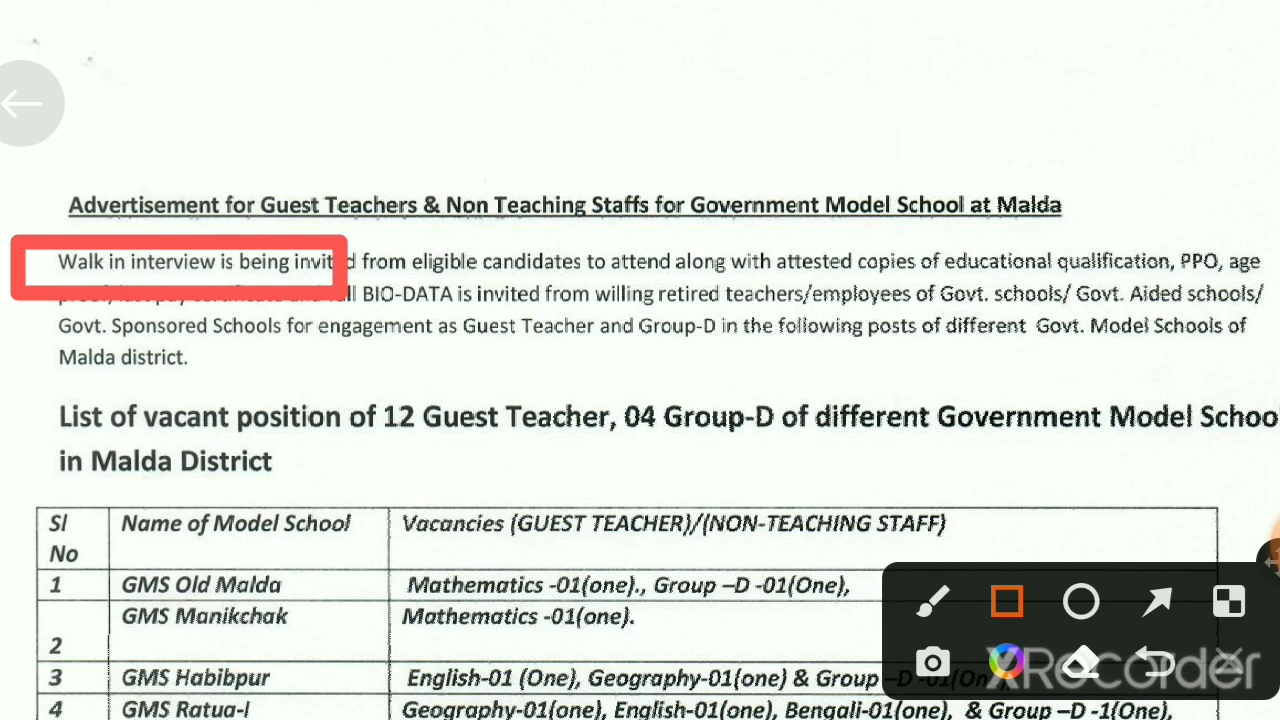 Advertisement for Guest Teachers & Non Teaching Staffs for Government Model School at Malda
Walk in interview is being invited from eligible candidates to attend along with attested copies of educational qualification, PPO, age
BIO-DATA is invited from willing retired teachers/employees of Govt. schools/ Govt. Aided schools/
Govt. Sponsored Schools for engagement as Guest Teacher and Group-D in the following posts of different Govt. Model Schools of
Malda district.
List of vacant position of 12 Guest Teacher, 04 Group-D of different Government Model Schoo
in Malda District
Sl No Name of Model School Vacancies (GUEST TEACHER)/(NON-TEACHING STAFF)
1 GMS Old Malda Mathematics -01(one)., Group –D -01(One),
2 GMS Manikchak Mathematics -01(one).
3 GMS Habibpur English-01 (One), Geography-01(one) & Group –D -01(On
4 GMS Ratua-I Geography-01(one), English-01(one), Bengali-01(one), & Group –D -1(One),
XRecorder